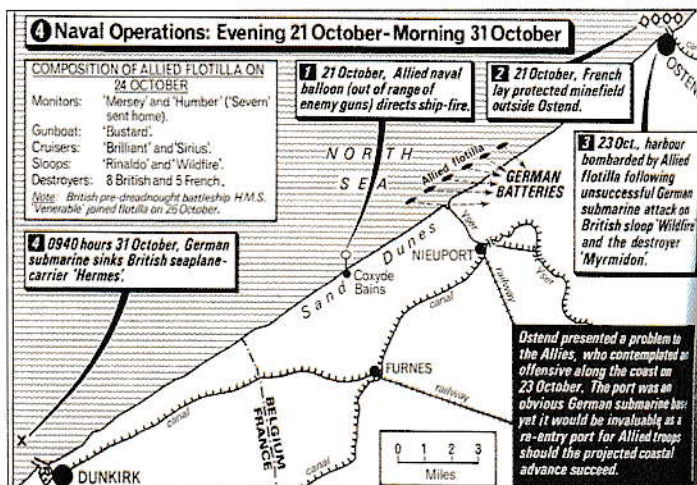 4 Naval Operations: Evening 21 October - Morning 31 October
COMPOSITION OF ALLIED FLOTILLA ON
24 OCTOBER
Monitors: 'Mersey' and 'Humber' ('Severn'
sent home).
Gunboat: 'Bustard'.
Cruisers: 'Brilliant' and 'Sirius'.
Sloops: 'Rinaldo' and 'Wildfire'.
Destroyers: 8 British and 5 French.
Note: British pre-dreadnought battleship H.M.S.
'Venerable' joined flotilla on 25 October.
1 21 October, Allied naval
balloon (out of range of
enemy guns) directs ship-fire.
2 21 October, French
lay protected minefield
outside Ostend.
OSTEND
3 23 Oct., harbour
bombarded by Allied
flotilla following
unsuccessful German
submarine attack on
British sloop 'Wildfire'
and the destroyer
'Myrmidon'.
NORTH
SEA
Allied flotilla
GERMAN
BATTERIES
4 0940 hours 31 October, German
submarine sinks British seaplane-
carrier 'Hermes'.
Sand Dunes
Coxyde
Bains
Yser
NIEUPORT
Yser
canal
railway
FURNES
railway
canal
BELGIUM
FRANCE
canal
X
DUNKIRK
0 1 2 3
Miles
Ostend presented a problem to
the Allies, who contemplated an
offensive along the coast on
23 October. The port was an
obvious German submarine base
yet it would be invaluable as a
re-entry port for Allied troops
should the projected coastal
advance succeed.